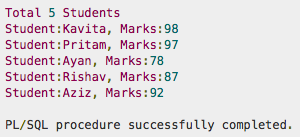 Total 5 Students
Student:Kavita, Marks:98
Student:Pritam, Marks:97
Student:Ayan, Marks:78
Student:Rishav, Marks:87
Student:Aziz, Marks:92
PL/SQL procedure successfully completed.